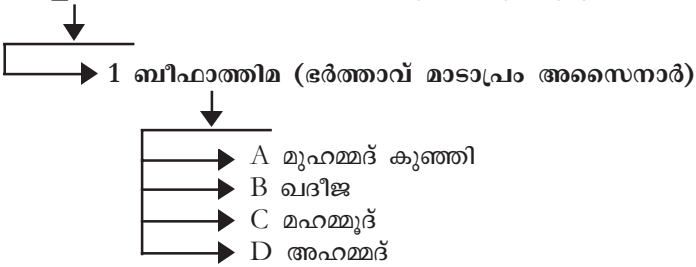 1 ബീഫാത്തിമ (ഭർത്താവ് മാടാപ്രം അസൈനാർ)
A മുഹമ്മദ് കുഞ്ഞി
B ഖദീജ
C മഹമ്മൂദ്
D അഹമ്മദ്